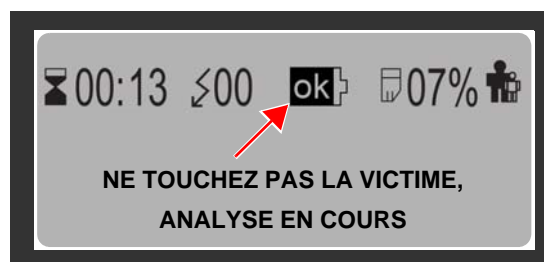 00:13 00 ok 07%
NE TOUCHEZ PAS LA VICTIME,
ANALYSE EN COURS